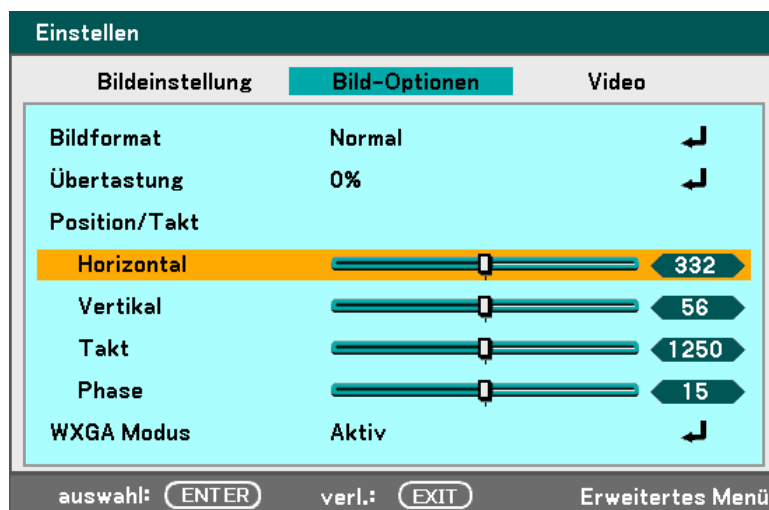 Einstellen
Bildeinstellung Bild-Optionen Video
Bildformat Normal
Übertastung 0%
Position/Takt
Horizontal 332
Vertikal 56
Takt 1250
Phase 15
WXGA Modus Aktiv
auswahl: ENTER verl.: EXIT Erweitertes Menü